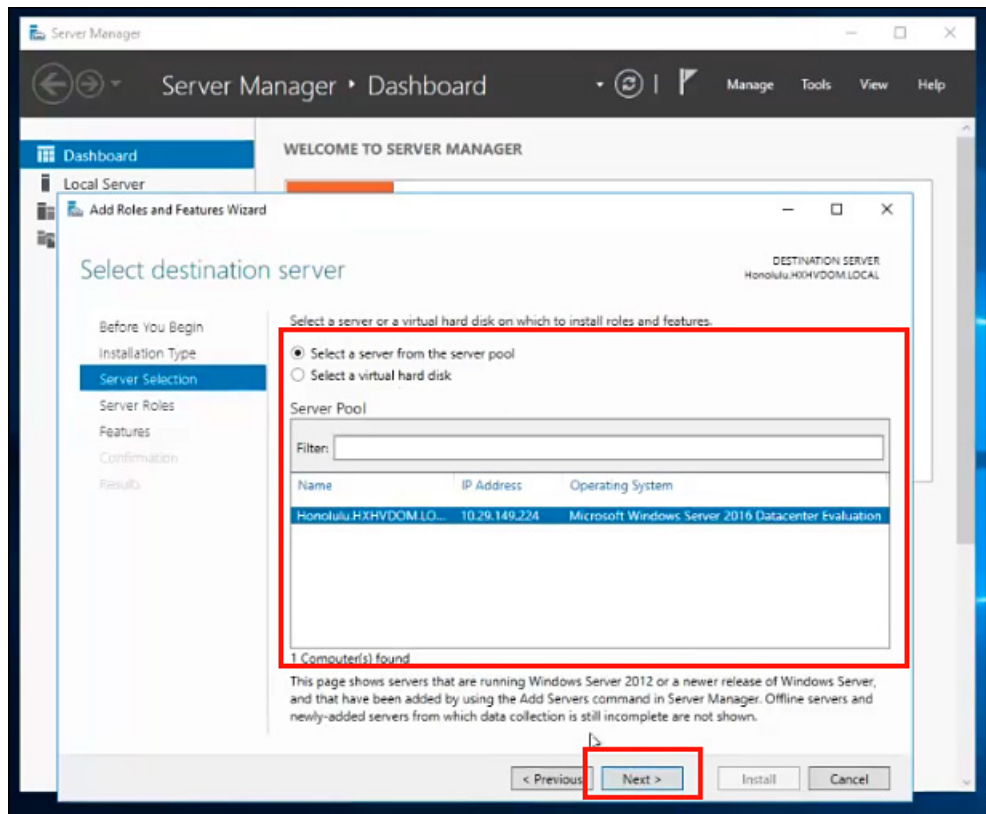 Server Manager
Server Manager • Dashboard
Manage Tools View Help
Dashboard
WELCOME TO SERVER MANAGER
Local Server
Add Roles and Features Wizard
Select destination server
DESTINATION SERVER
Honolulu.HXHVDOM.LOCAL
Before You Begin
Installation Type
Server Selection
Server Roles
Features
Confirmation
Results
Select a server or a virtual hard disk on which to install roles and features.
Select a server from the server pool
Select a virtual hard disk
Server Pool
Filter:
Name IP Address Operating System
Honolulu.HXHVDOM.LO... 10.29.149.224 Microsoft Windows Server 2016 Datacenter Evaluation
1 Computer(s) found
This page shows servers that are running Windows Server 2012 or a newer release of Windows Server,
and that have been added by using the Add Servers command in Server Manager. Offline servers and
newly-added servers from which data collection is still incomplete are not shown.
< Previous Next > Install Cancel